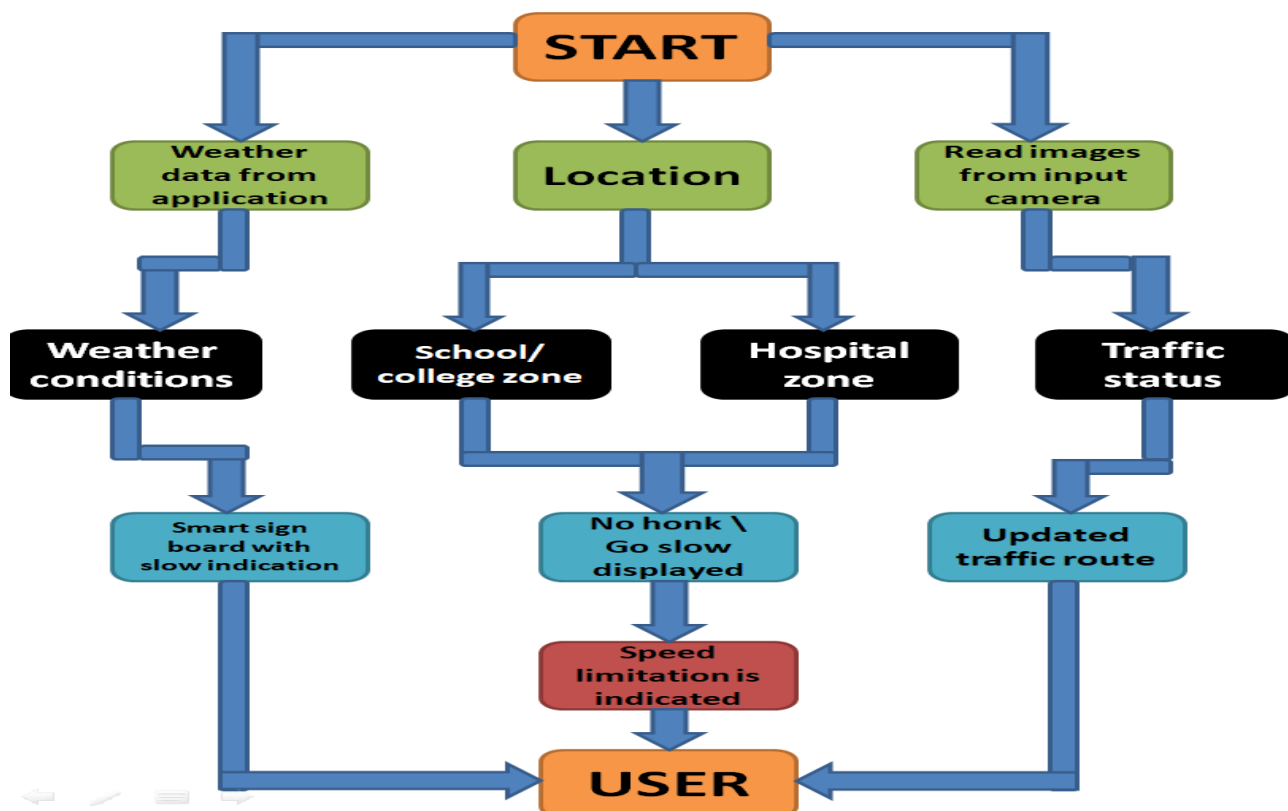 START
Weather
data from
application
Location
Read images
from input
camera
Weather
conditions
School/
college zone
Hospital
zone
Traffic
status
Smart sign
board with
slow indication
No honk \
Go slow
displayed
Updated
traffic route
Speed
limitation is
indicated
USER